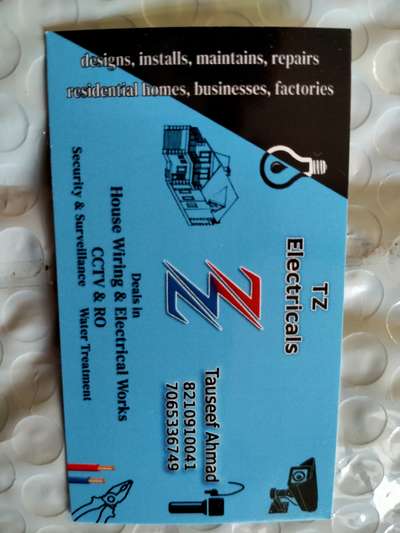 designs, installs, maintains, repairs
residential homes, businesses, factories
TZ
Electricals
Deals in
House Wiring & Electrical Works
CCTV & RO
Security & Surveillance Water Treatment
Tauseef Ahmad
8210910041
7065336749